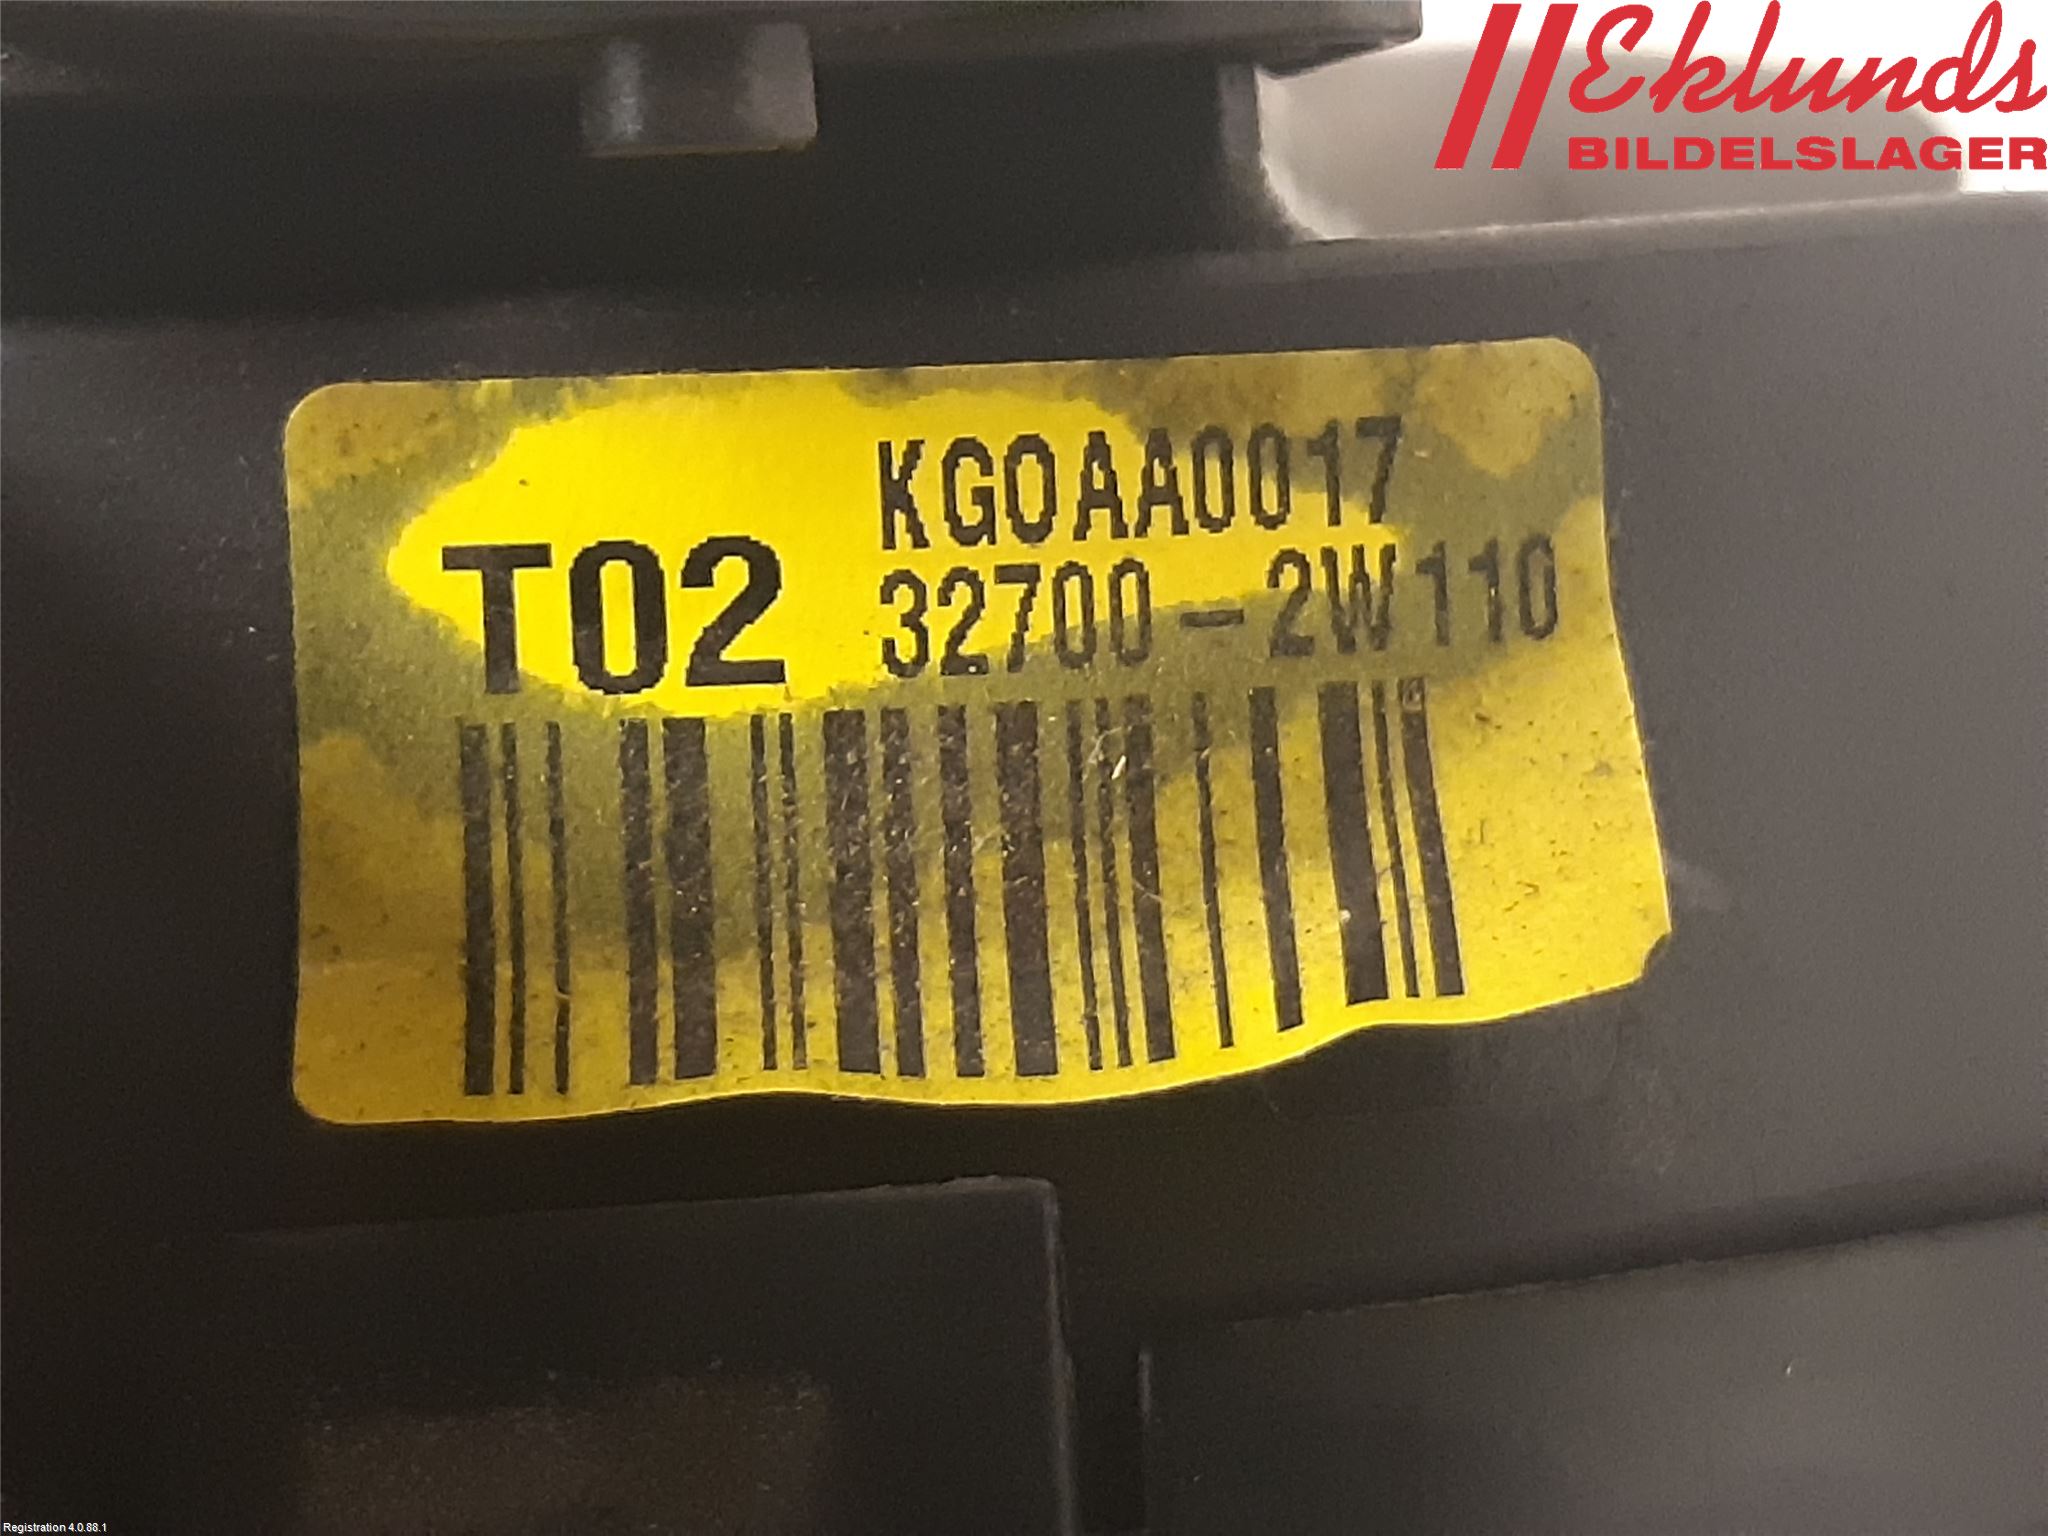 Eklunds
BILDELSLAGER
KG0AA0017
T02
32700-2W110
Registration 4.0.88.1